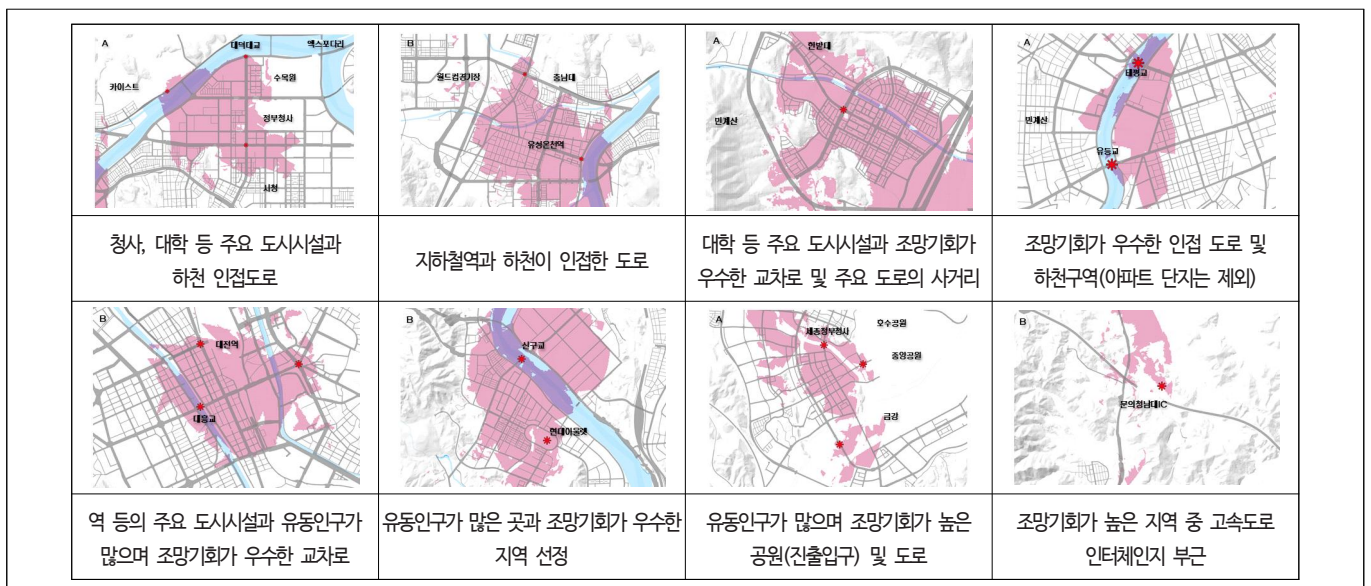 A
대덕대교
엑스포다리
카이스트
수목원
정부청사
시청
B
월드컵경기장
충남대
유성온천역
A
한밭대
민계산
A
태평교
민계산
유등교
청사, 대학 등 주요 도시시설과
하천 인접도로
지하철역과 하천이 인접한 도로
대학 등 주요 도시시설과 조망기회가
우수한 교차로 및 주요 도로의 사거리
조망기회가 우수한 인접 도로 및
하천구역(아파트 단지는 제외)
B
대전역
대흥교
B
신구교
현대아울렛
A
세종정부청사
호수공원
중앙공원
금강
B
문의청남대IC
역 등의 주요 도시시설과 유동인구가
많으며 조망기회가 우수한 교차로
유동인구가 많은 곳과 조망기회가 우수한
지역 선정
유동인구가 많으며 조망기회가 높은
공원(진출입구) 및 도로
조망기회가 높은 지역 중 고속도로
인터체인지 부근